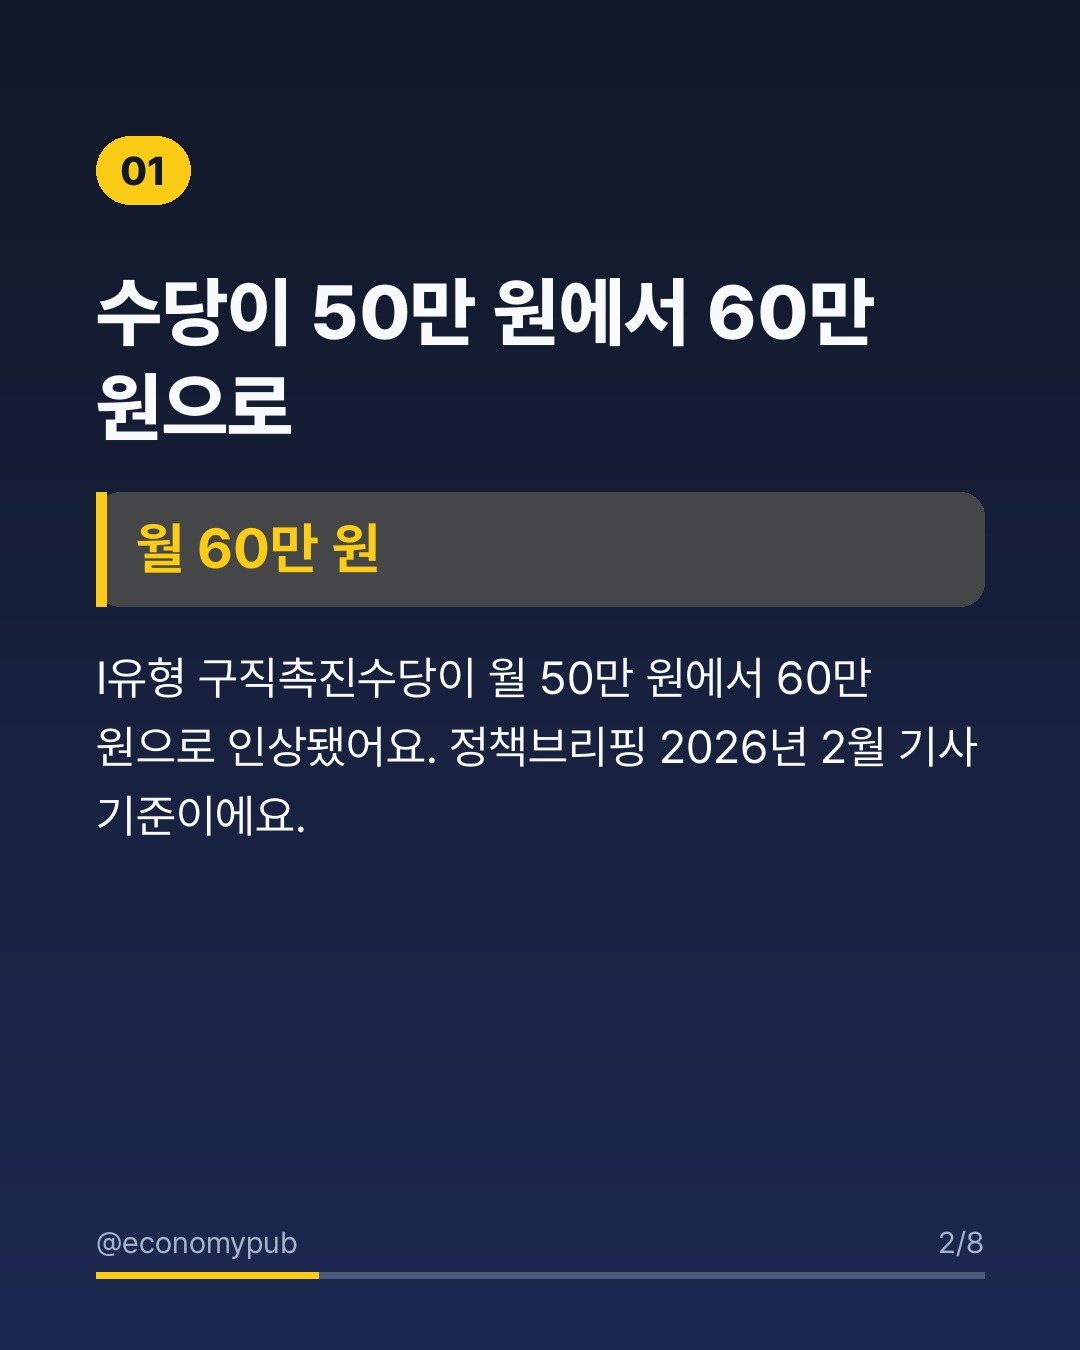 01
수당이 50만 원에서 60만
원으로
월 60만 원
I유형 구직촉진수당이 월 50만 원에서 60만
원으로 인상됐어요. 정책브리핑 2026년 2월 기사
기준이에요.
@economypub
2/8